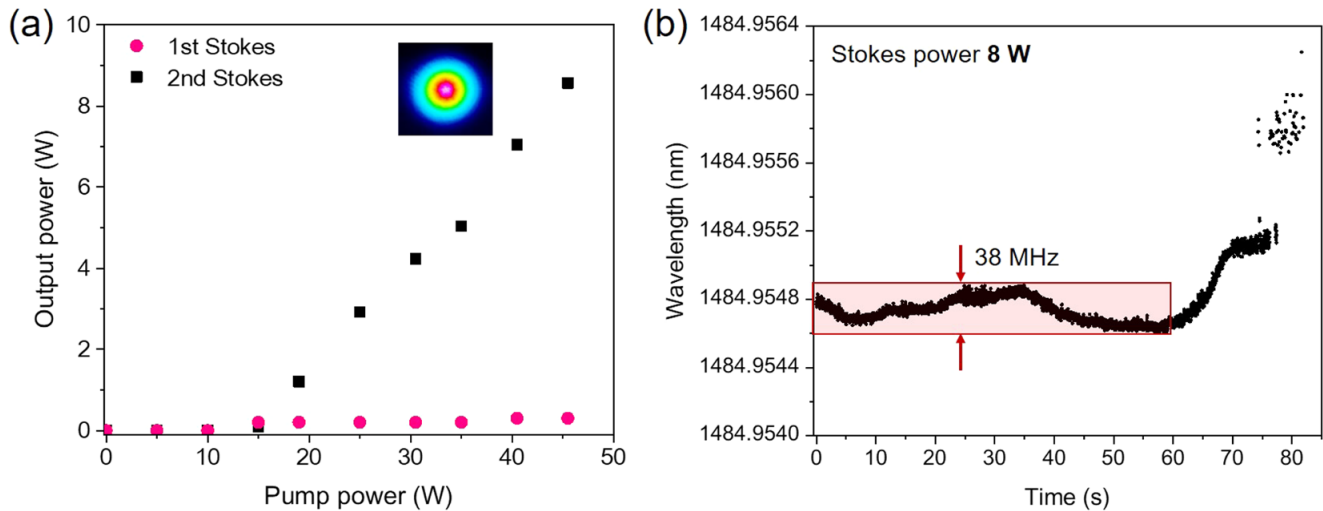 (a)
10
8
6
4
2
0
Output power (W)
1st Stokes
2nd Stokes
0 10 20 30 40 50
Pump power (W)
(b)
1484.9564
1484.9560
1484.9556
1484.9552
1484.9548
1484.9544
1484.9540
Wavelength (nm)
Stokes power 8 W
38 MHz
0 10 20 30 40 50 60 70 80
Time (s)